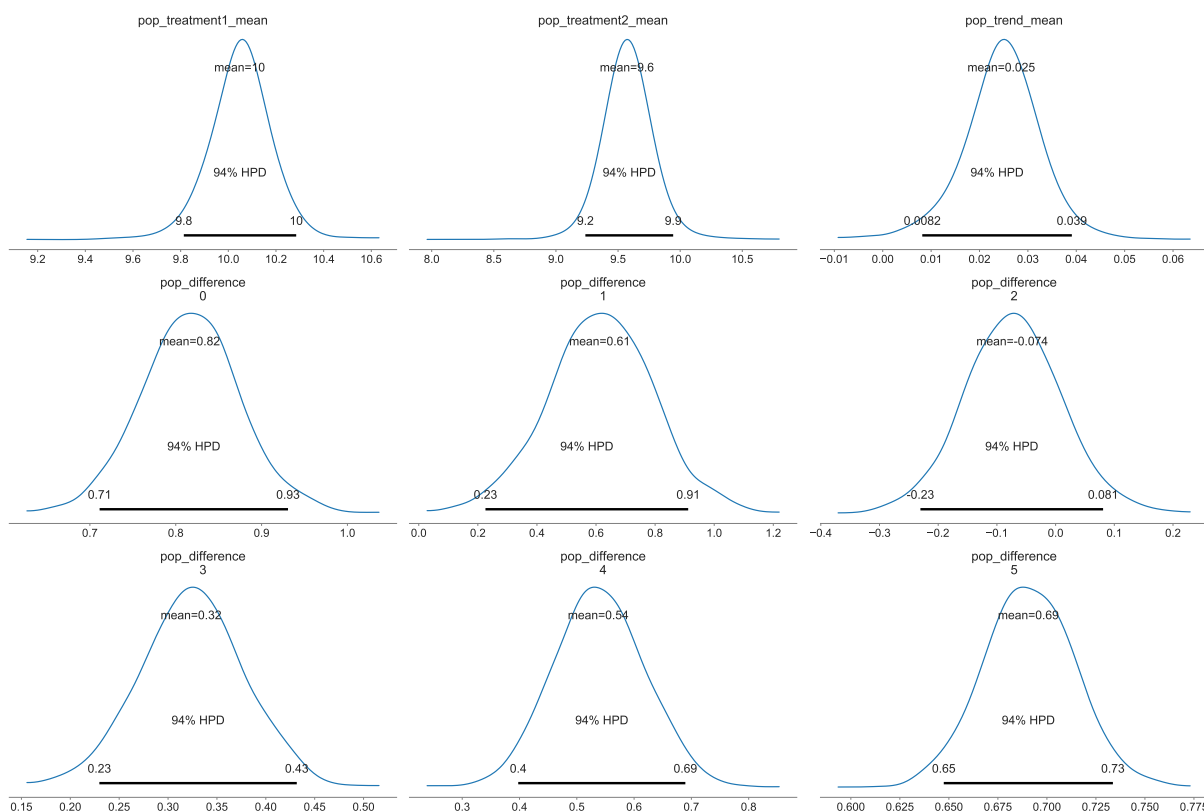 pop_treatment1_mean
mean=10
94% HPD
9.8 10
9.2 9.4 9.6 9.8 10.0 10.2 10.4 10.6
pop_treatment2_mean
mean=9.6
94% HPD
9.2 9.9
8.0 8.5 9.0 9.5 10.0 10.5
pop_trend_mean
mean=0.025
94% HPD
0.0082 0.039
−0.01 0.00 0.01 0.02 0.03 0.04 0.05 0.06
pop_difference
0
mean=0.82
94% HPD
0.71 0.93
0.7 0.8 0.9 1.0
pop_difference
1
mean=0.61
94% HPD
0.23 0.91
0.0 0.2 0.4 0.6 0.8 1.0 1.2
pop_difference
2
mean=-0.074
94% HPD
-0.23 0.081
−0.4 −0.3 −0.2 −0.1 0.0 0.1 0.2
pop_difference
3
mean=0.32
94% HPD
0.23 0.43
0.15 0.20 0.25 0.30 0.35 0.40 0.45 0.50
pop_difference
4
mean=0.54
94% HPD
0.4 0.69
0.3 0.4 0.5 0.6 0.7 0.8
pop_difference
5
mean=0.69
94% HPD
0.65 0.73
0.600 0.625 0.650 0.675 0.700 0.725 0.750